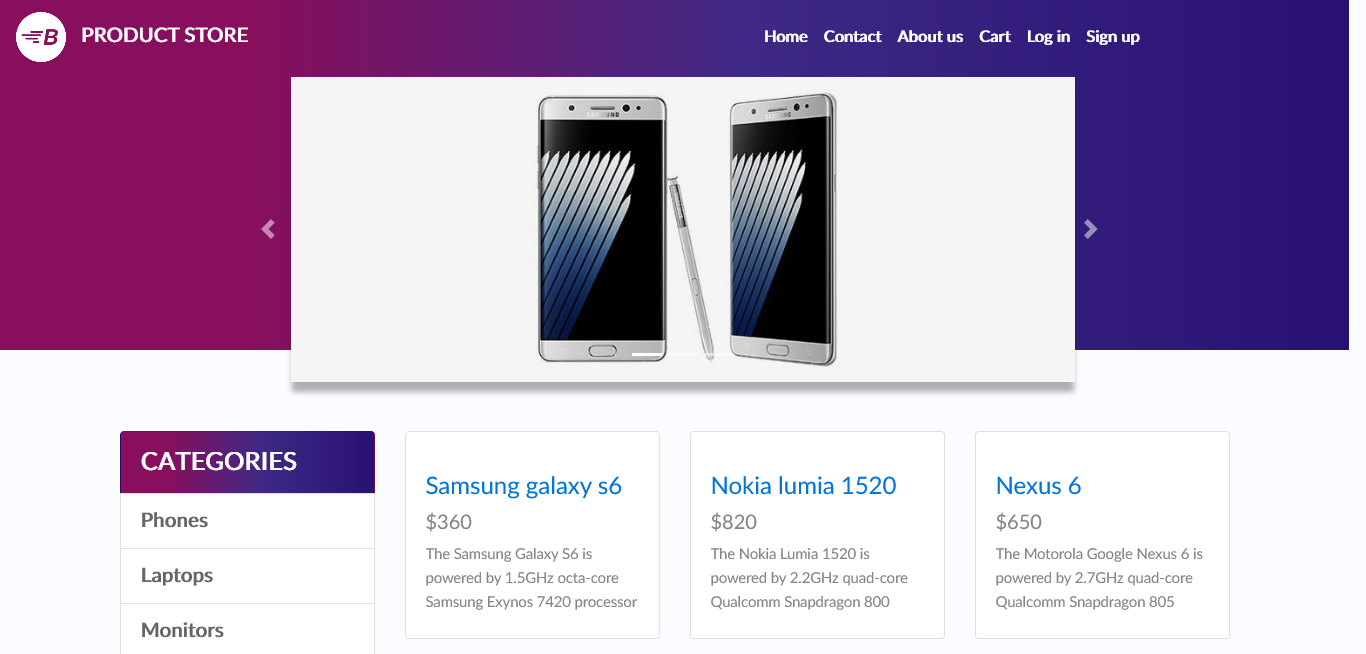 B PRODUCT STORE
Home Contact About us Cart Log in Sign up
SAMSUNG SAMSUNG
CATEGORIES
Phones
Laptops
Monitors
Samsung galaxy s6
$360
The Samsung Galaxy S6 is
powered by 1.5GHz octa-core
Samsung Exynos 7420 processor
Nokia lumia 1520
$820
The Nokia Lumia 1520 is
powered by 2.2GHz quad-core
Qualcomm Snapdragon 800
Nexus 6
$650
The Motorola Google Nexus 6 is
powered by 2.7GHz quad-core
Qualcomm Snapdragon 805